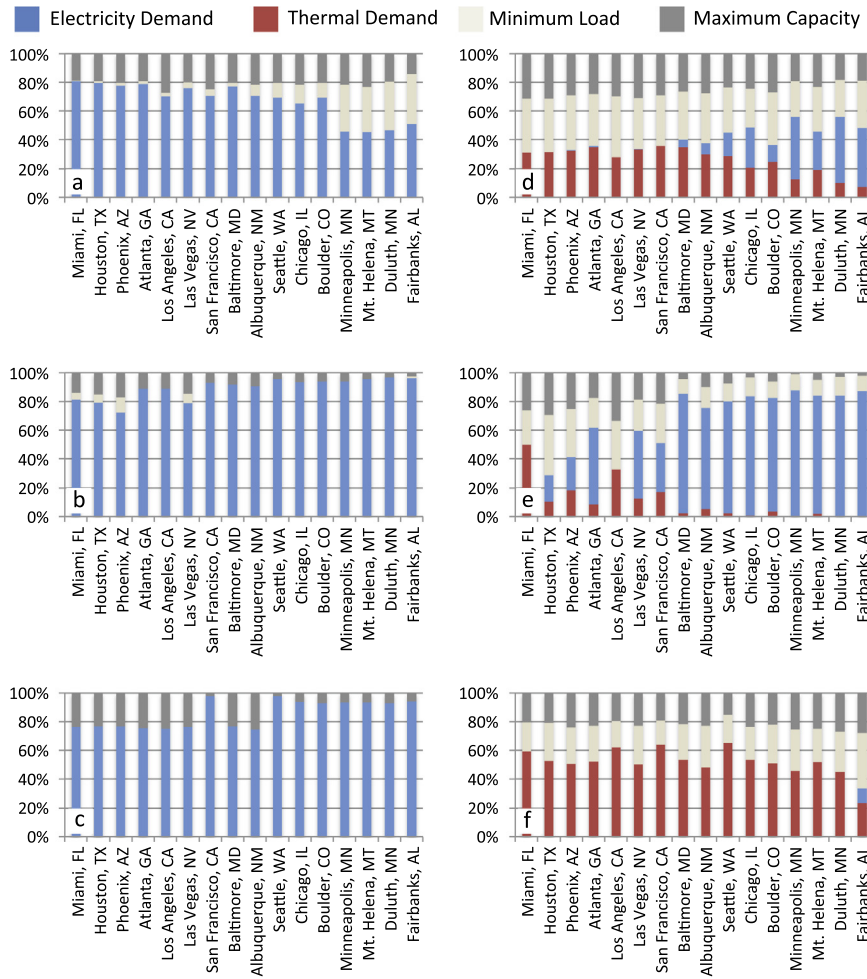 Electricity Demand Thermal Demand Minimum Load Maximum Capacity
100%
80%
60%
40%
20%
0%
a
Miami, FL
Houston, TX
Phoenix, AZ
Atlanta, GA
Los Angeles, CA
Las Vegas, NV
San Francisco, CA
Baltimore, MD
Albuquerque, NM
Seattle, WA
Chicago, IL
Boulder, CO
Minneapolis, MN
Mt. Helena, MT
Duluth, MN
Fairbanks, AL
100%
80%
60%
40%
20%
0%
d
Miami, FL
Houston, TX
Phoenix, AZ
Atlanta, GA
Los Angeles, CA
Las Vegas, NV
San Francisco, CA
Baltimore, MD
Albuquerque, NM
Seattle, WA
Chicago, IL
Boulder, CO
Minneapolis, MN
Mt. Helena, MT
Duluth, MN
Fairbanks, AL
100%
80%
60%
40%
20%
0%
b
Miami, FL
Houston, TX
Phoenix, AZ
Atlanta, GA
Los Angeles, CA
Las Vegas, NV
San Francisco, CA
Baltimore, MD
Albuquerque, NM
Seattle, WA
Chicago, IL
Boulder, CO
Minneapolis, MN
Mt. Helena, MT
Duluth, MN
Fairbanks, AL
100%
80%
60%
40%
20%
0%
e
Miami, FL
Houston, TX
Phoenix, AZ
Atlanta, GA
Los Angeles, CA
Las Vegas, NV
San Francisco, CA
Baltimore, MD
Albuquerque, NM
Seattle, WA
Chicago, IL
Boulder, CO
Minneapolis, MN
Mt. Helena, MT
Duluth, MN
Fairbanks, AL
100%
80%
60%
40%
20%
0%
c
Miami, FL
Houston, TX
Phoenix, AZ
Atlanta, GA
Los Angeles, CA
Las Vegas, NV
San Francisco, CA
Baltimore, MD
Albuquerque, NM
Seattle, WA
Chicago, IL
Boulder, CO
Minneapolis, MN
Mt. Helena, MT
Duluth, MN
Fairbanks, AL
100%
80%
60%
40%
20%
0%
f
Miami, FL
Houston, TX
Phoenix, AZ
Atlanta, GA
Los Angeles, CA
Las Vegas, NV
San Francisco, CA
Baltimore, MD
Albuquerque, NM
Seattle, WA
Chicago, IL
Boulder, CO
Minneapolis, MN
Mt. Helena, MT
Duluth, MN
Fairbanks, AL